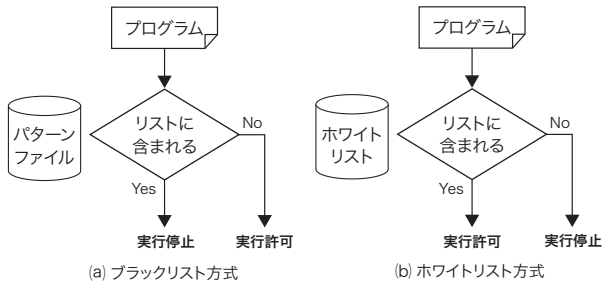 プログラム
パターン
ファイル
リストに
含まれる
No
Yes
実行停止
実行許可
(a) ブラックリスト方式
プログラム
ホワイト
リスト
リストに
含まれる
No
Yes
実行許可
実行停止
(b) ホワイトリスト方式